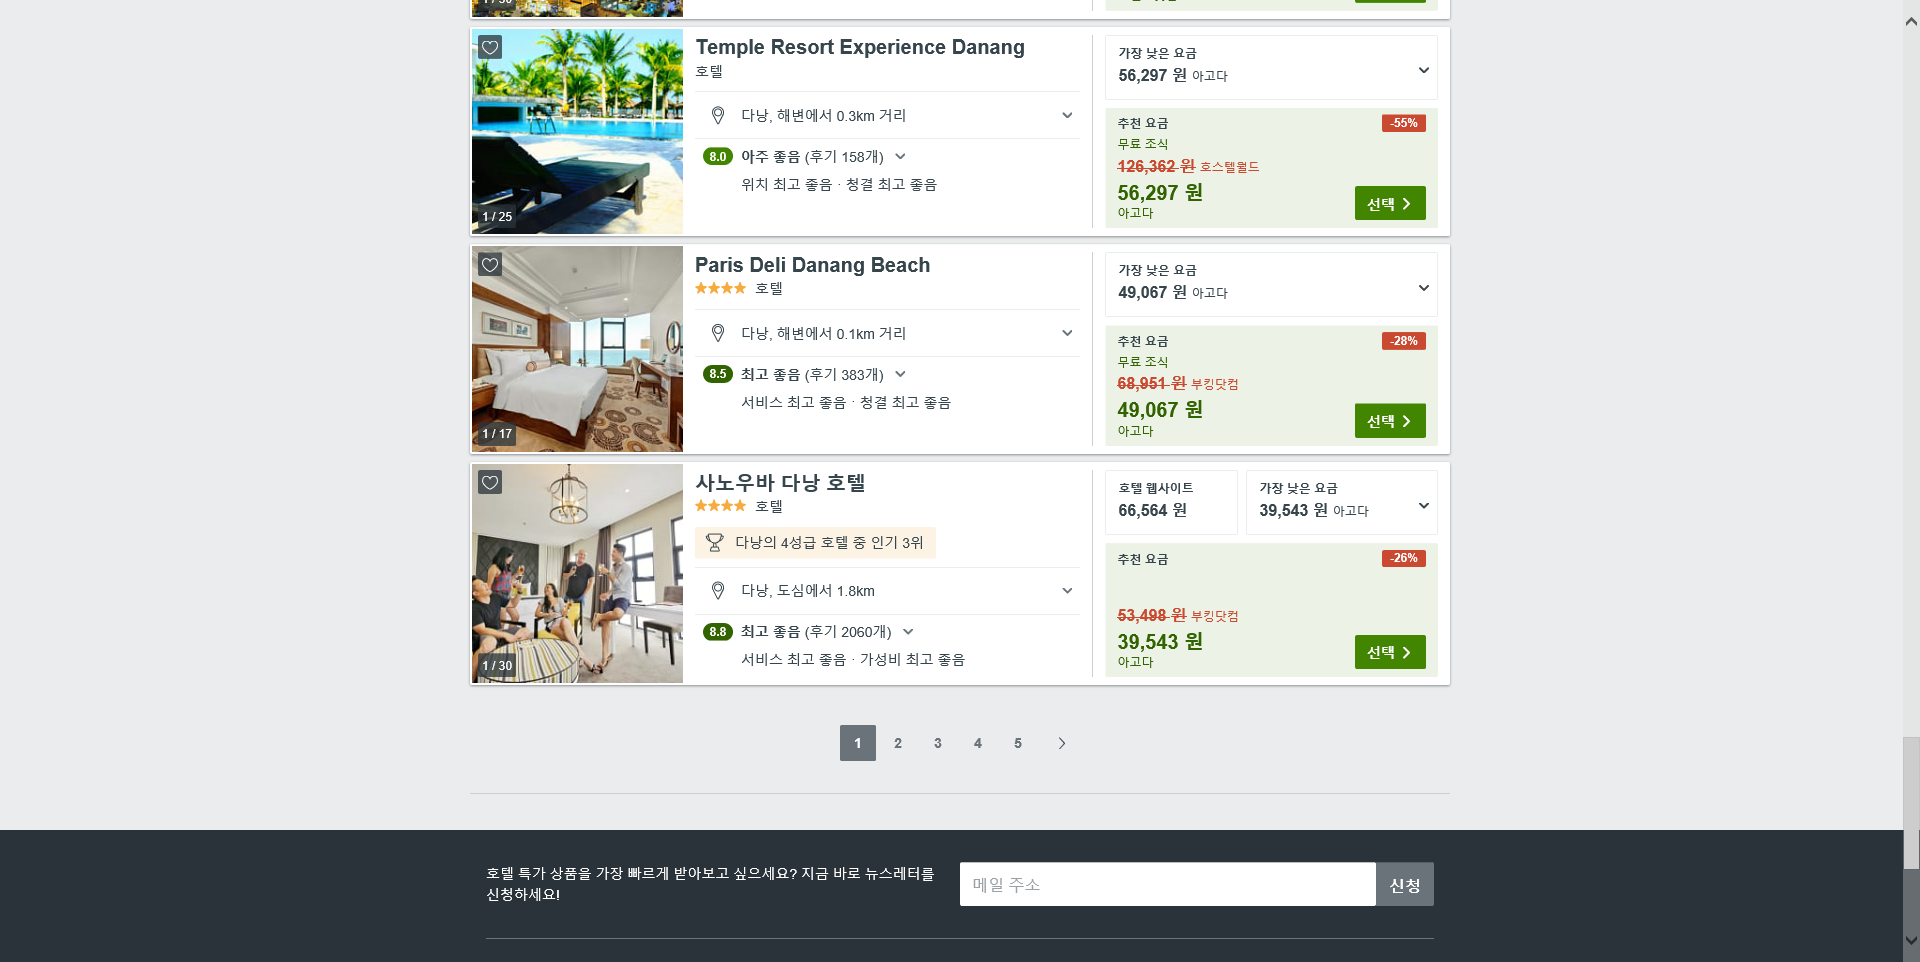 Temple Resort Experience Danang
호텔
다낭, 해변에서 0.3km 거리
8.0 아주 좋음 (후기 158개)
위치 최고 좋음 · 청결 최고 좋음
1 / 25
가장 낮은 요금
56,297 원 아고다
추천 요금 -55%
무료 조식
126,362 원 호스텔월드
56,297 원
아고다
선택
Paris Deli Danang Beach
호텔
다낭, 해변에서 0.1km 거리
8.5 최고 좋음 (후기 383개)
서비스 최고 좋음 · 청결 최고 좋음
1 / 17
가장 낮은 요금
49,067 원 아고다
추천 요금 -28%
무료 조식
68,951 원 부킹닷컴
49,067 원
아고다
선택
사노우바 다낭 호텔
호텔
다낭의 4성급 호텔 중 인기 3위
다낭, 도심에서 1.8km
8.8 최고 좋음 (후기 2060개)
서비스 최고 좋음 · 가성비 최고 좋음
1 / 30
호텔 웹사이트
66,564 원
가장 낮은 요금
39,543 원 아고다
추천 요금 -26%
53,498 원 부킹닷컴
39,543 원
아고다
선택
1 2 3 4 5
호텔 특가 상품을 가장 빠르게 받아보고 싶으세요? 지금 바로 뉴스레터를
신청하세요!
메일 주소
신청